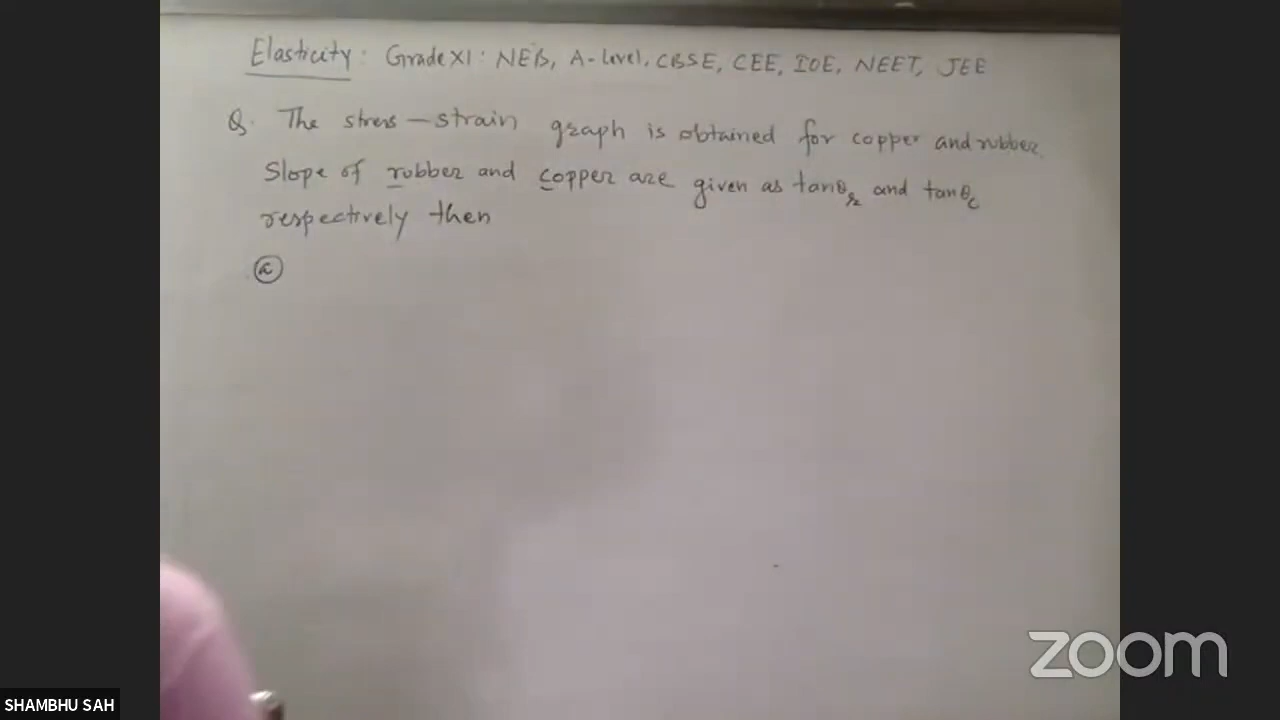 Elasticity: Grade XI: NEB, A-level, CBSE, CEE, IOE, NEET, JEE
Q. The stress-strain graph is obtained for copper and rubber.
Slope of rubber and copper are given as tanθr and tanθc
respectively then
ⓐ
zoom
SHAMBHU SAH